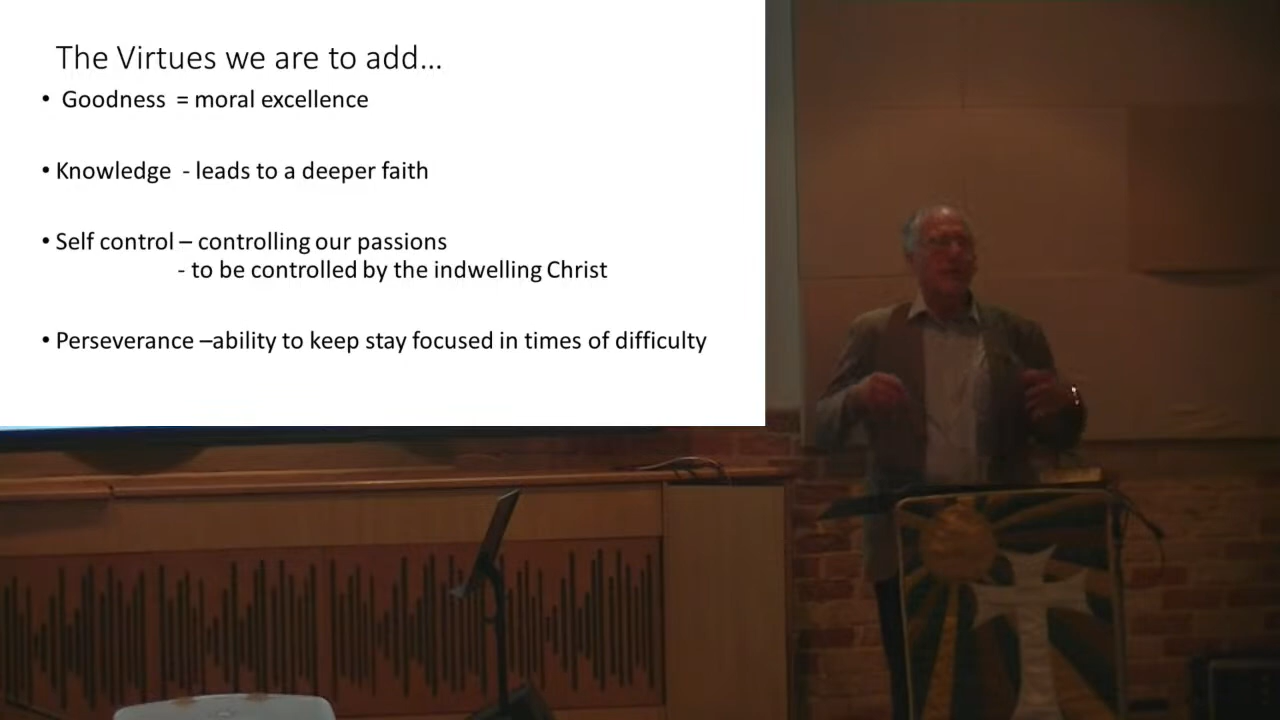 The Virtues we are to add...
• Goodness = moral excellence
• Knowledge - leads to a deeper faith
• Self control – controlling our passions
- to be controlled by the indwelling Christ
• Perseverance –ability to keep stay focused in times of difficulty